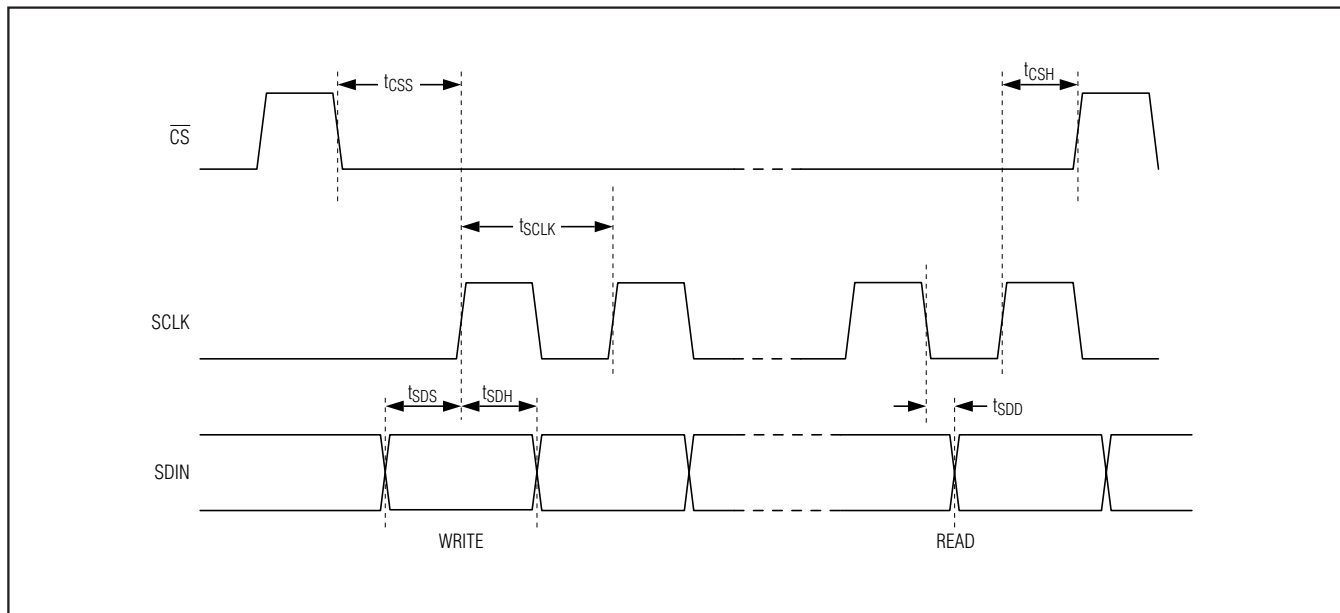 tCSS
tCSH
CS
tSCLK
SCLK
tSDS
tSDH
tSDD
SDIN
WRITE
READ